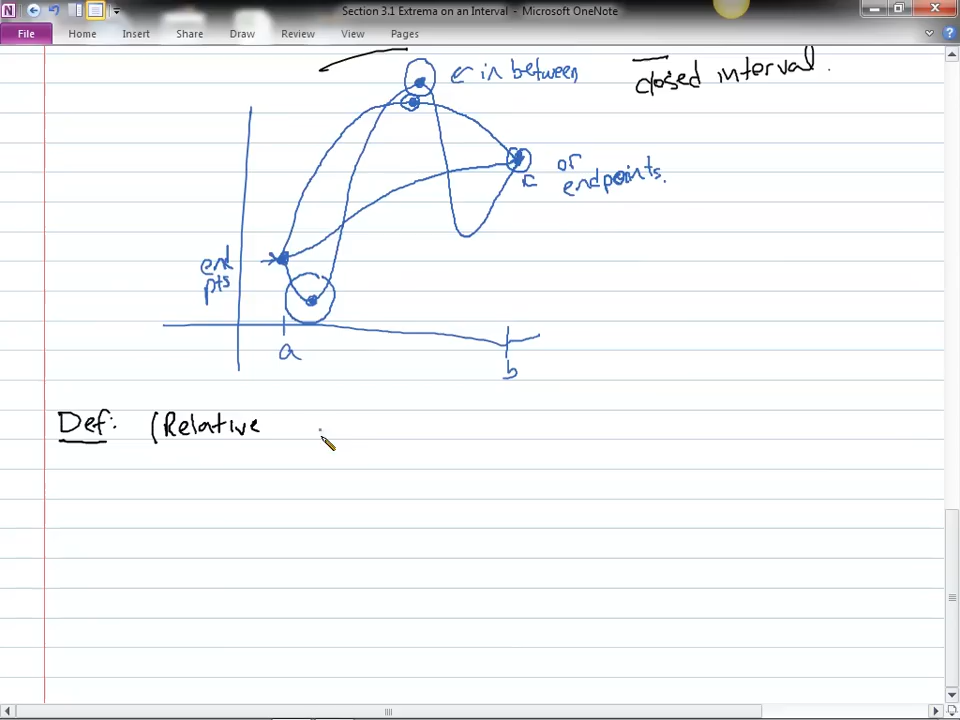 Section 3.1 Extrema on an Interval - Microsoft OneNote
File Home Insert Share Draw Review View Pages
in between
closed interval.
or
endpoints.
end
pts
a
b
Def: (Relative